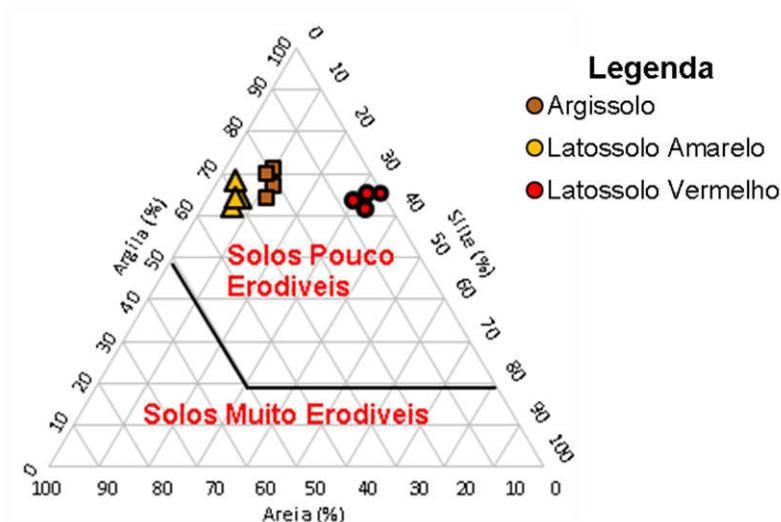 Legenda
Argissolo
Latossolo Amarelo
Latossolo Vermelho
100
90
80
70
60
50
40
30
20
10
0
Argila (%)
0
10
20
30
40
50
60
70
80
90
100
Silte (%)
Solos Pouco
Erodiveis
Solos Muito Erodiveis
100 90 80 70 60 50 40 30 20 10 0
Areia (%)